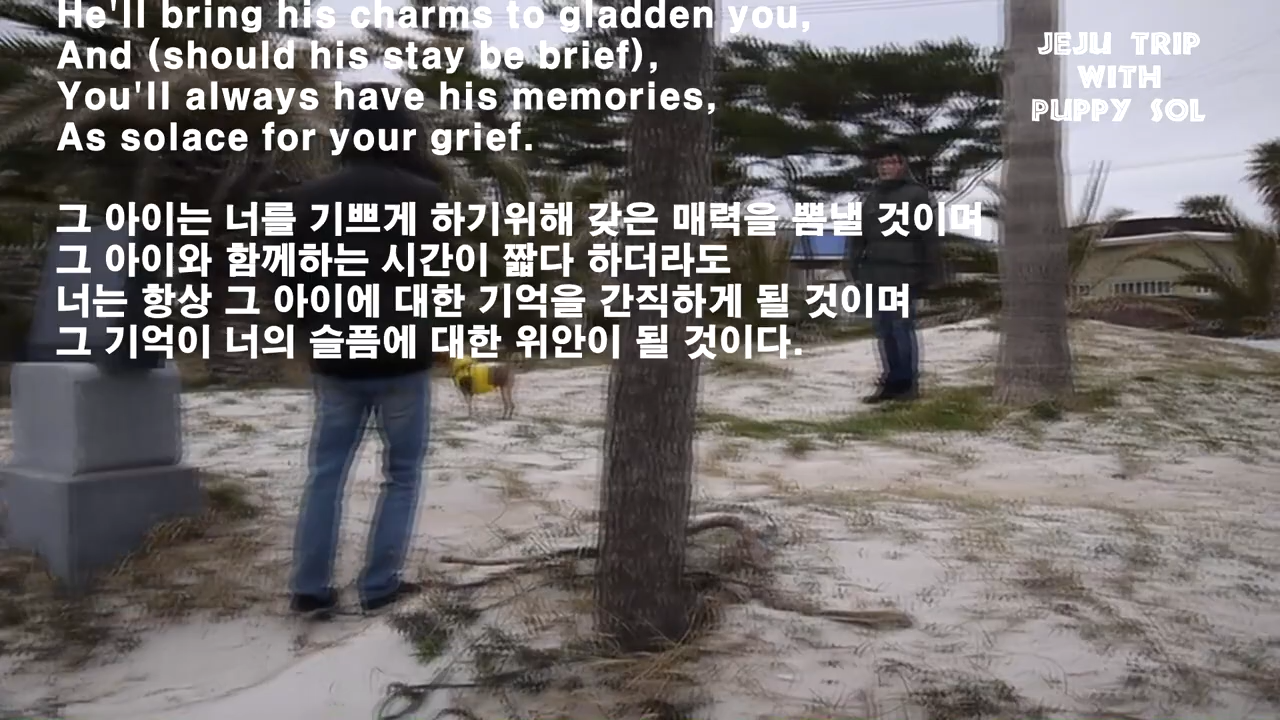 He'll bring his charms to gladden you,
And (should his stay be brief),
You'll always have his memories,
As solace for your grief.
그 아이는 너를 기쁘게 하기위해 갖은 매력을 뽐낼 것이며
그 아이와 함께하는 시간이 짧다 하더라도
너는 항상 그 아이에 대한 기억을 간직하게 될 것이며
그 기억이 너의 슬픔에 대한 위안이 될 것이다.
JEJU TRIP
WITH
PUPPY SOL